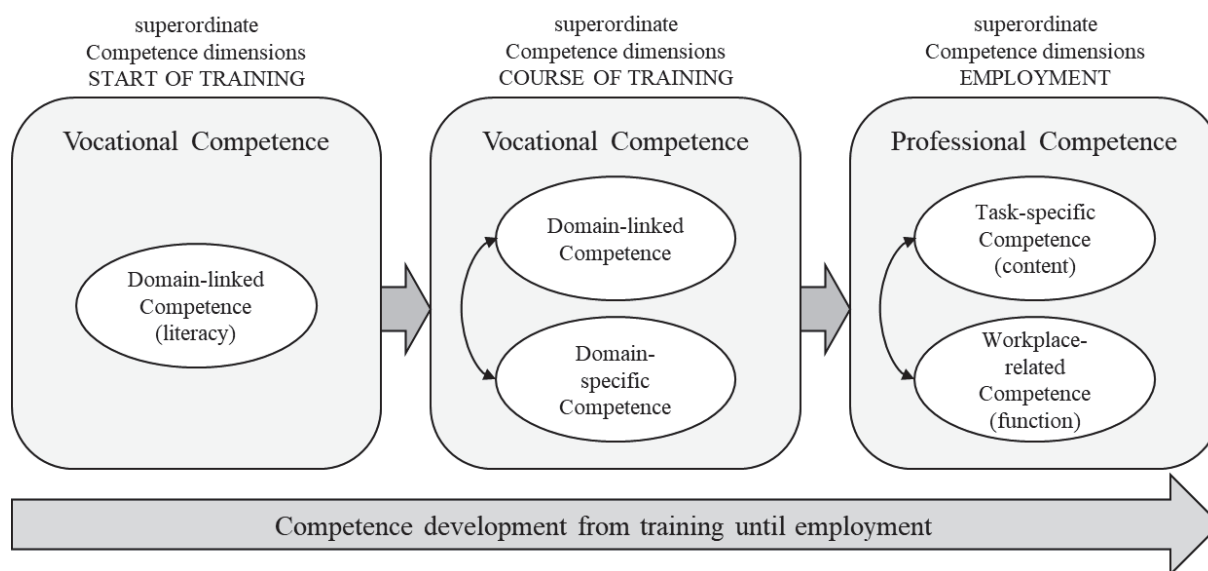 superordinate
Competence dimensions
START OF TRAINING
Vocational Competence
Domain-linked
Competence
(literacy)
superordinate
Competence dimensions
COURSE OF TRAINING
Vocational Competence
Domain-linked
Competence
Domain-
specific
Competence
superordinate
Competence dimensions
EMPLOYMENT
Professional Competence
Task-specific
Competence
(content)
Workplace-
related
Competence
(function)
Competence development from training until employment